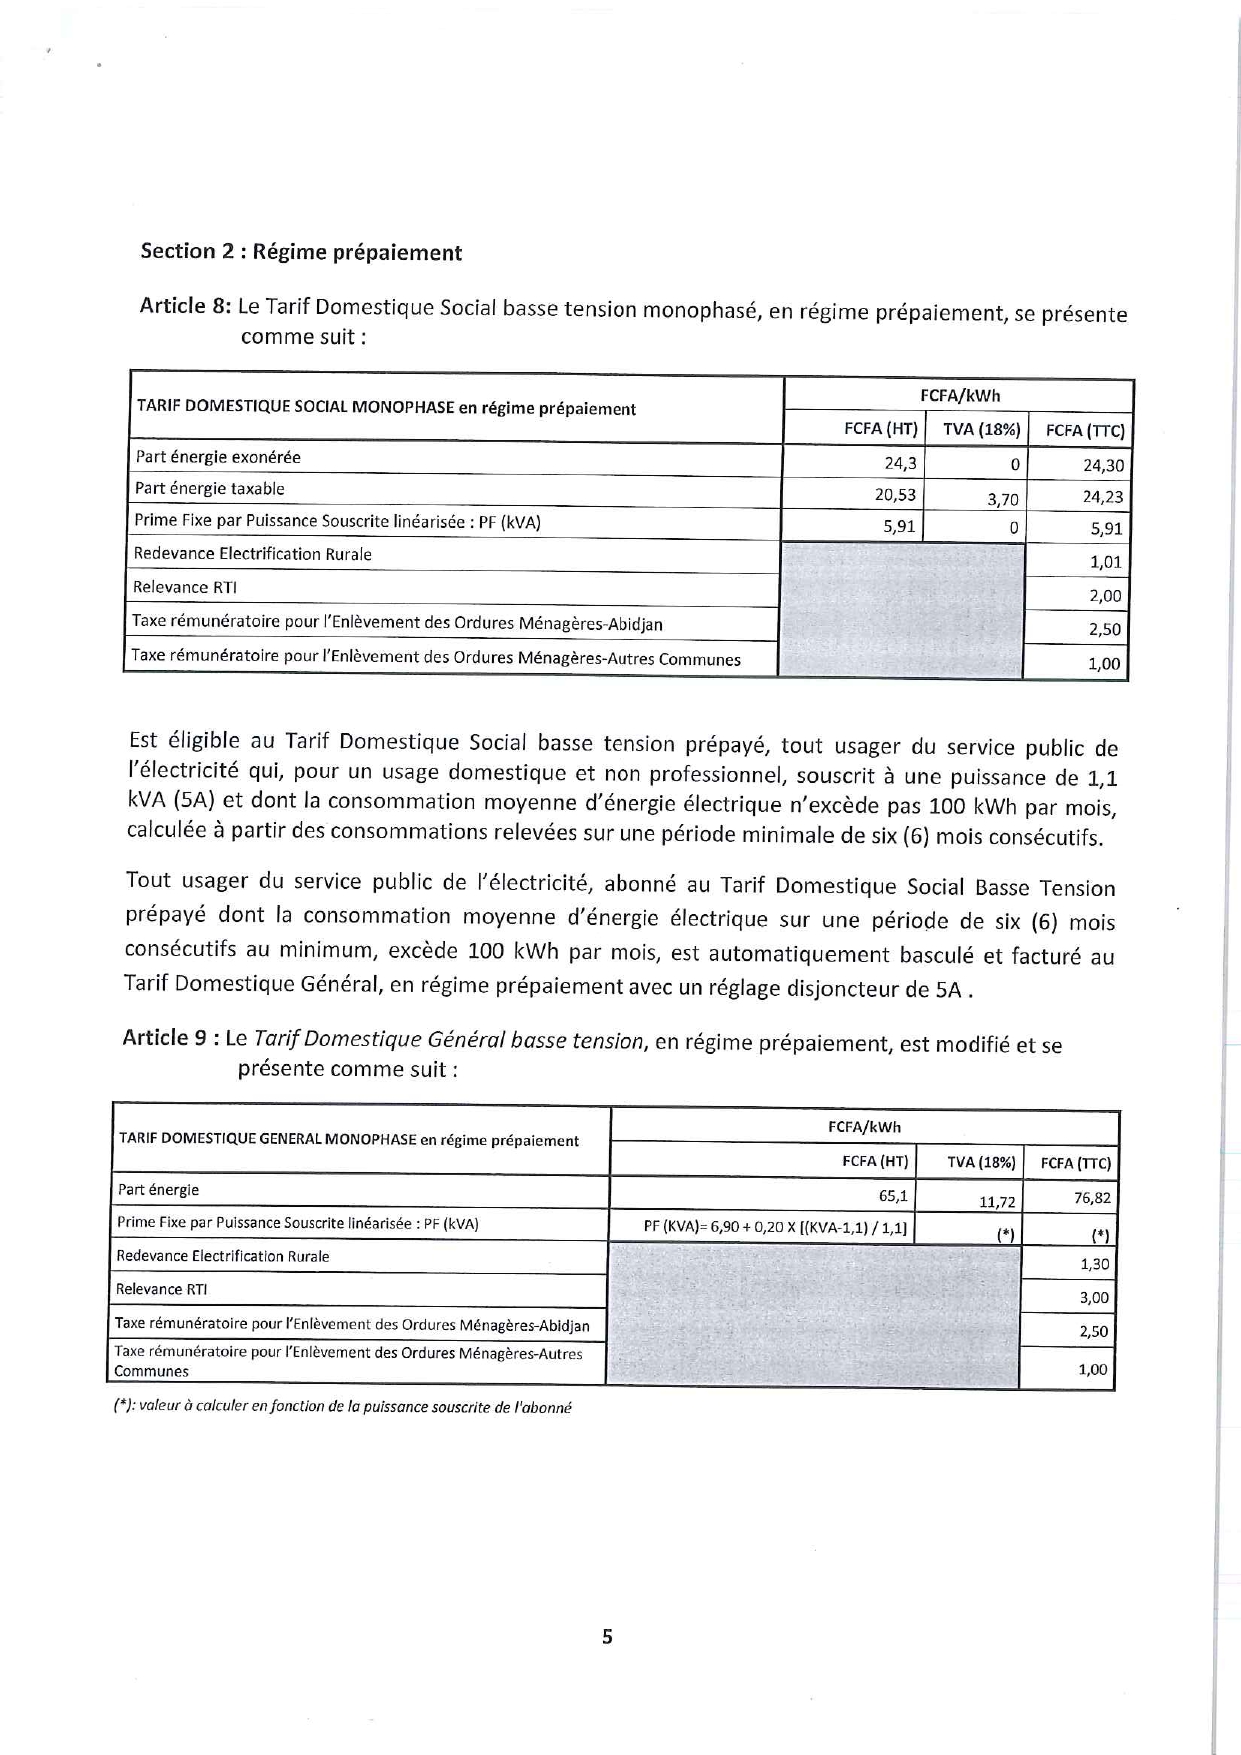 Section 2 : Régime prépaiement
Article 8: Le Tarif Domestique Social basse tension monophasé, en régime prépaiement, se présente
comme suit :
TARIF DOMESTIQUE SOCIAL MONOPHASE en régime prépaiement
FCFA/kWh
FCFA (HT) TVA (18%) FCFA (TTC)
Part énergie exonérée 24,3 0 24,30
Part énergie taxable 20,53 3,70 24,23
Prime Fixe par Puissance Souscrite linéarisée : PF (kVA) 5,91 0 5,91
Redevance Electrification Rurale 1,01
Relevance RTI 2,00
Taxe rémunératoire pour l'Enlèvement des Ordures Ménagères-Abidjan 2,50
Taxe rémunératoire pour l'Enlèvement des Ordures Ménagères-Autres Communes 1,00
Est éligible au Tarif Domestique Social basse tension prépayé, tout usager du service public de
l'électricité qui, pour un usage domestique et non professionnel, souscrit à une puissance de 1,1
kVA (5A) et dont la consommation moyenne d'énergie électrique n'excède pas 100 kWh par mois,
calculée à partir des consommations relevées sur une période minimale de six (6) mois consécutifs.
Tout usager du service public de l'électricité, abonné au Tarif Domestique Social Basse Tension
prépayé dont la consommation moyenne d'énergie électrique sur une période de six (6) mois
consécutifs au minimum, excède 100 kWh par mois, est automatiquement basculé et facturé au
Tarif Domestique Général, en régime prépaiement avec un réglage disjoncteur de 5A .
Article 9 : Le Tarif Domestique Général basse tension, en régime prépaiement, est modifié et se
présente comme suit :
TARIF DOMESTIQUE GENERAL MONOPHASE en régime prépaiement
FCFA/kWh
FCFA (HT) TVA (18%) FCFA (TTC)
Part énergie 65,1 11,72 76,82
Prime Fixe par Puissance Souscrite linéarisée : PF (kVA) PF (KVA)= 6,90 + 0,20 X [(KVA-1,1) / 1,1] (*) (*)
Redevance Electrification Rurale 1,30
Relevance RTI 3,00
Taxe rémunératoire pour l'Enlèvement des Ordures Ménagères-Abidjan 2,50
Taxe rémunératoire pour l'Enlèvement des Ordures Ménagères-Autres
Communes 1,00
(*): valeur à calculer en fonction de la puissance souscrite de l'abonné
5